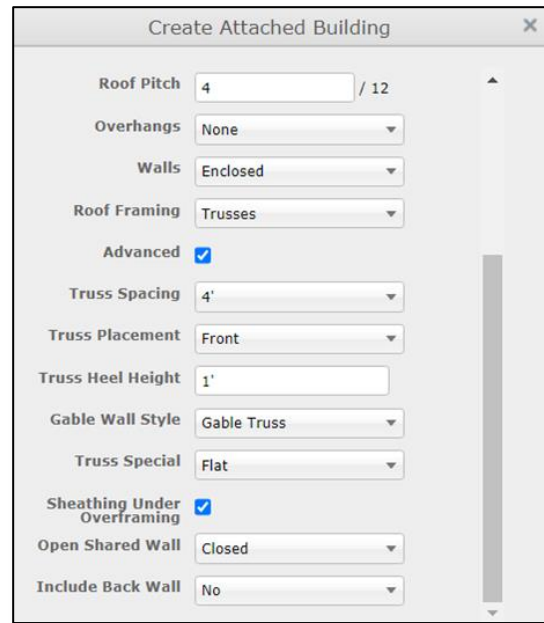 Create Attached Building ×
Roof Pitch 4 / 12
Overhangs None
Walls Enclosed
Roof Framing Trusses
Advanced
Truss Spacing 4'
Truss Placement Front
Truss Heel Height 1'
Gable Wall Style Gable Truss
Truss Special Flat
Sheathing Under
Overframing
Open Shared Wall Closed
Include Back Wall No